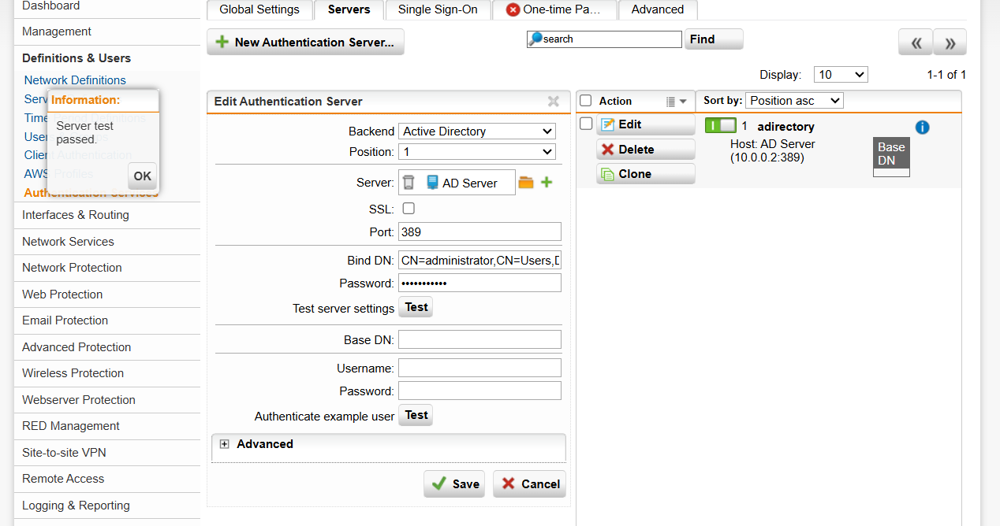 Dashboard
Management
Definitions & Users
Network Definitions
Serv
Time Period Definitions
Users
Client Authentication
AWS Profiles
Authentication Services
Interfaces & Routing
Network Services
Network Protection
Web Protection
Email Protection
Advanced Protection
Wireless Protection
Webserver Protection
RED Management
Site-to-site VPN
Remote Access
Logging & Reporting
Information:
Server test
passed.
OK
Global Settings
Servers
Single Sign-On
One-time Pa...
Advanced
New Authentication Server...
search
Find
«
»
Display:
10
1-1 of 1
Edit Authentication Server
Backend
Active Directory
Position:
1
Server:
AD Server
SSL:
Port:
389
Bind DN:
CN=administrator,CN=Users,D
Password:
•••••••••••
Test server settings
Test
Base DN:
Username:
Password:
Authenticate example user
Test
Advanced
Save
Cancel
Action
Sort by:
Position asc
Edit
Delete
Clone
1
adirectory
Host: AD Server
(10.0.0.2:389)
Base
DN